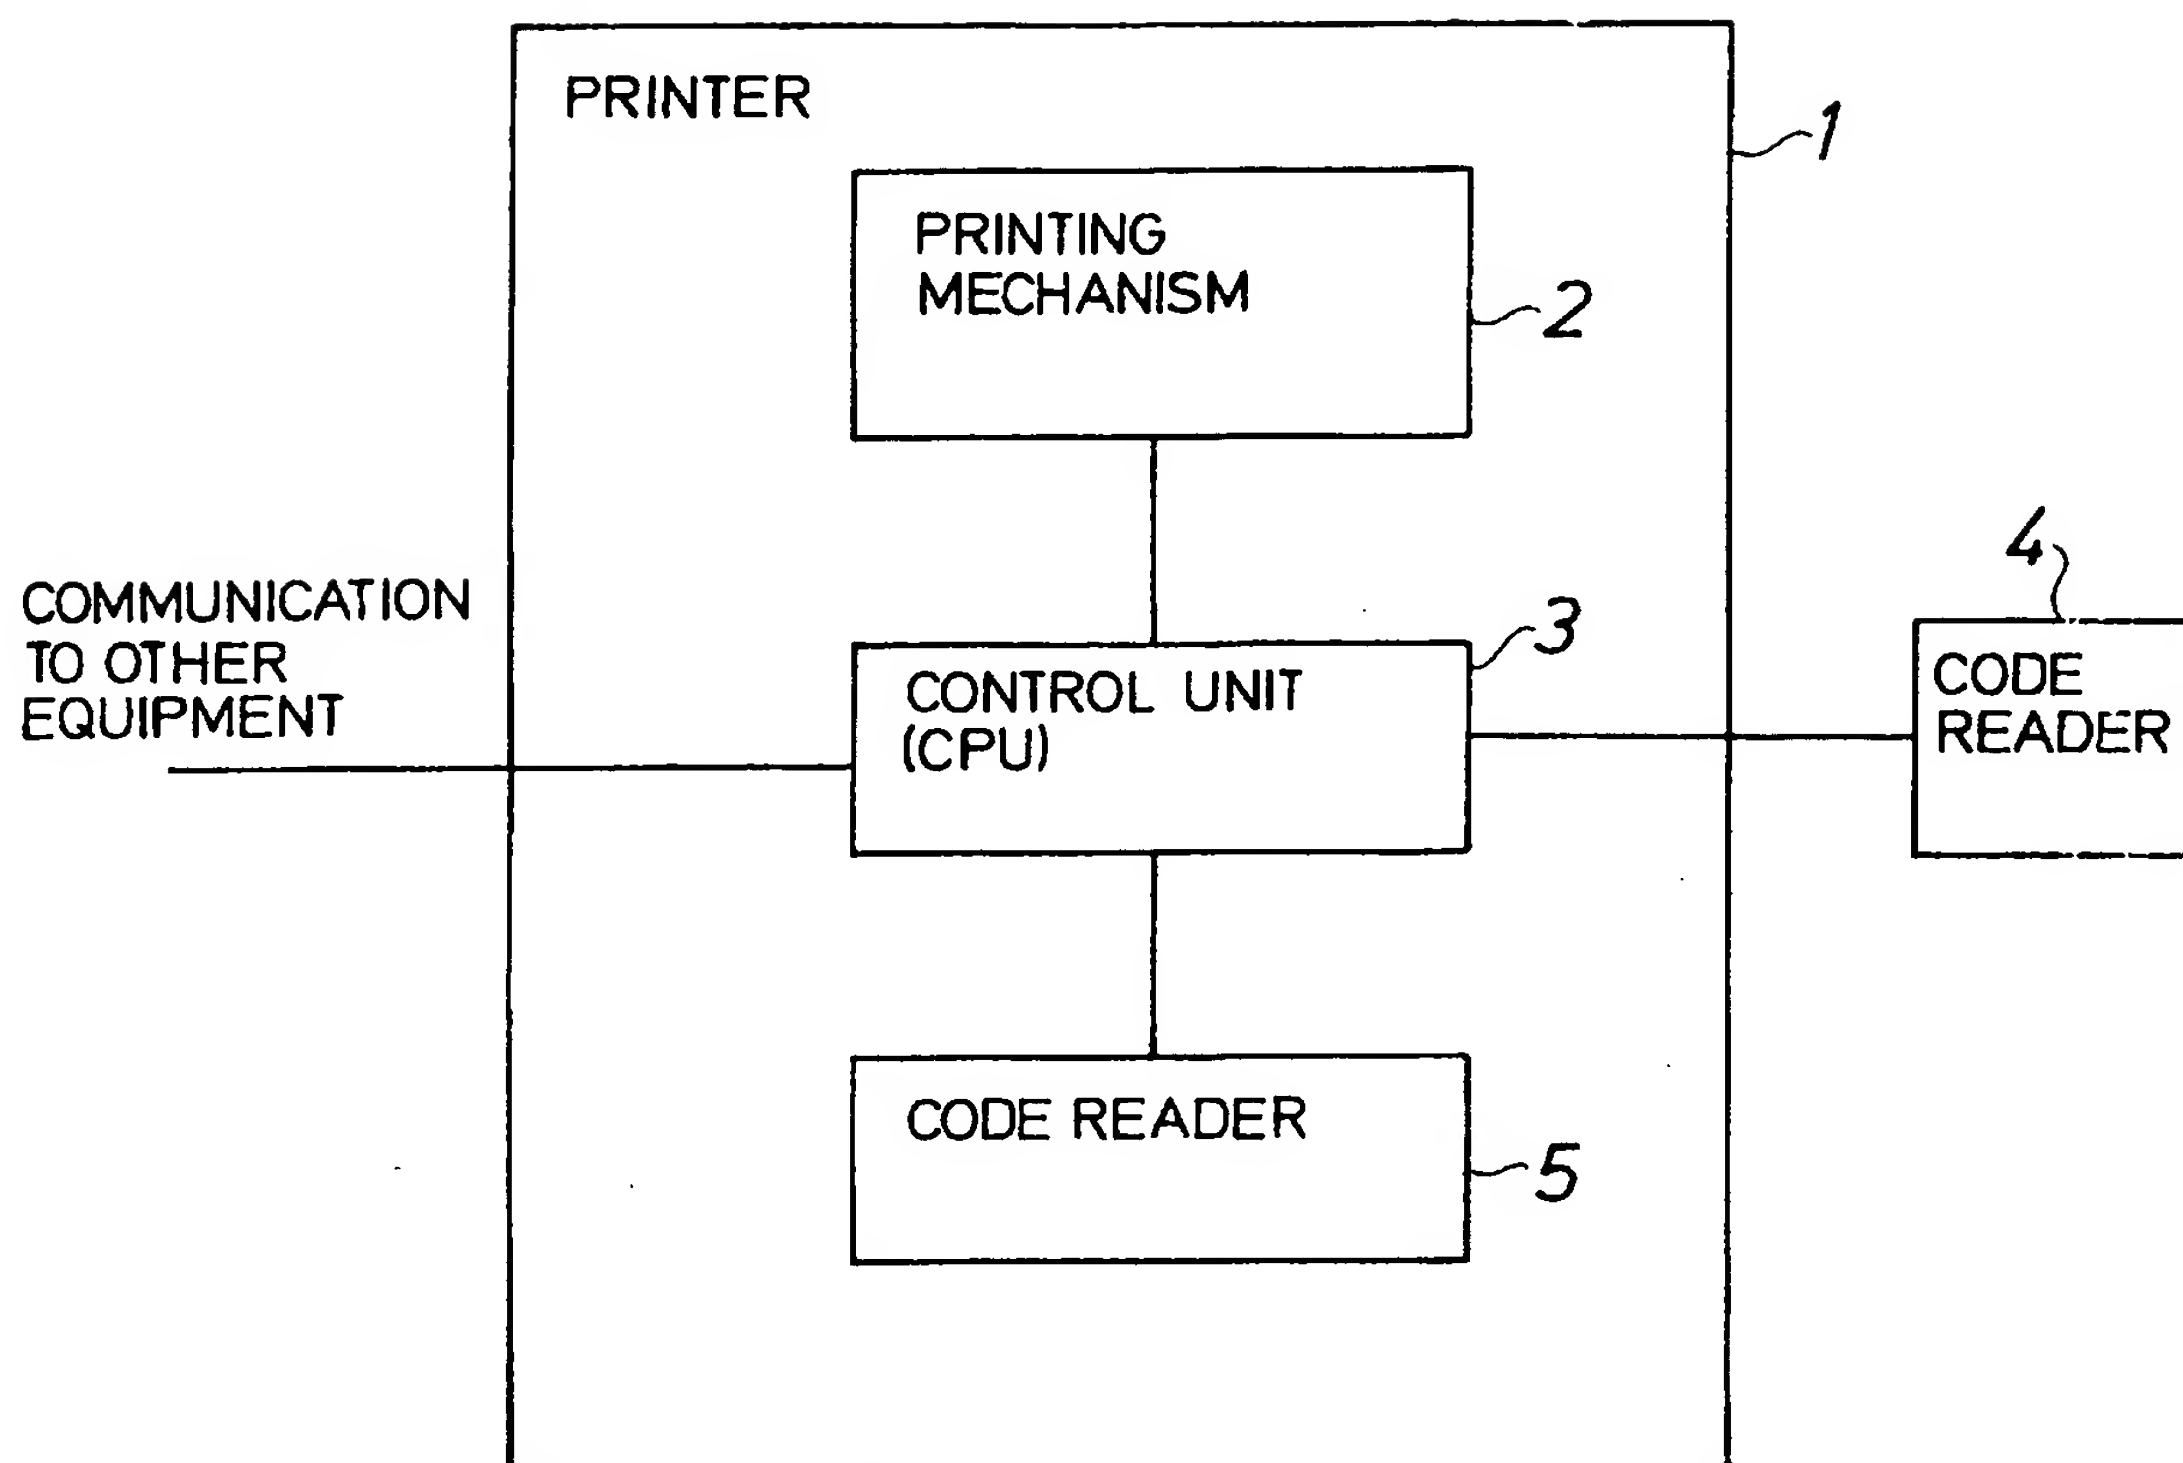 PRINTER
1
PRINTING
MECHANISM
2
COMMUNICATION
TO OTHER
EQUIPMENT
3
CONTROL UNIT
(CPU)
4
CODE
READER
CODE READER
5